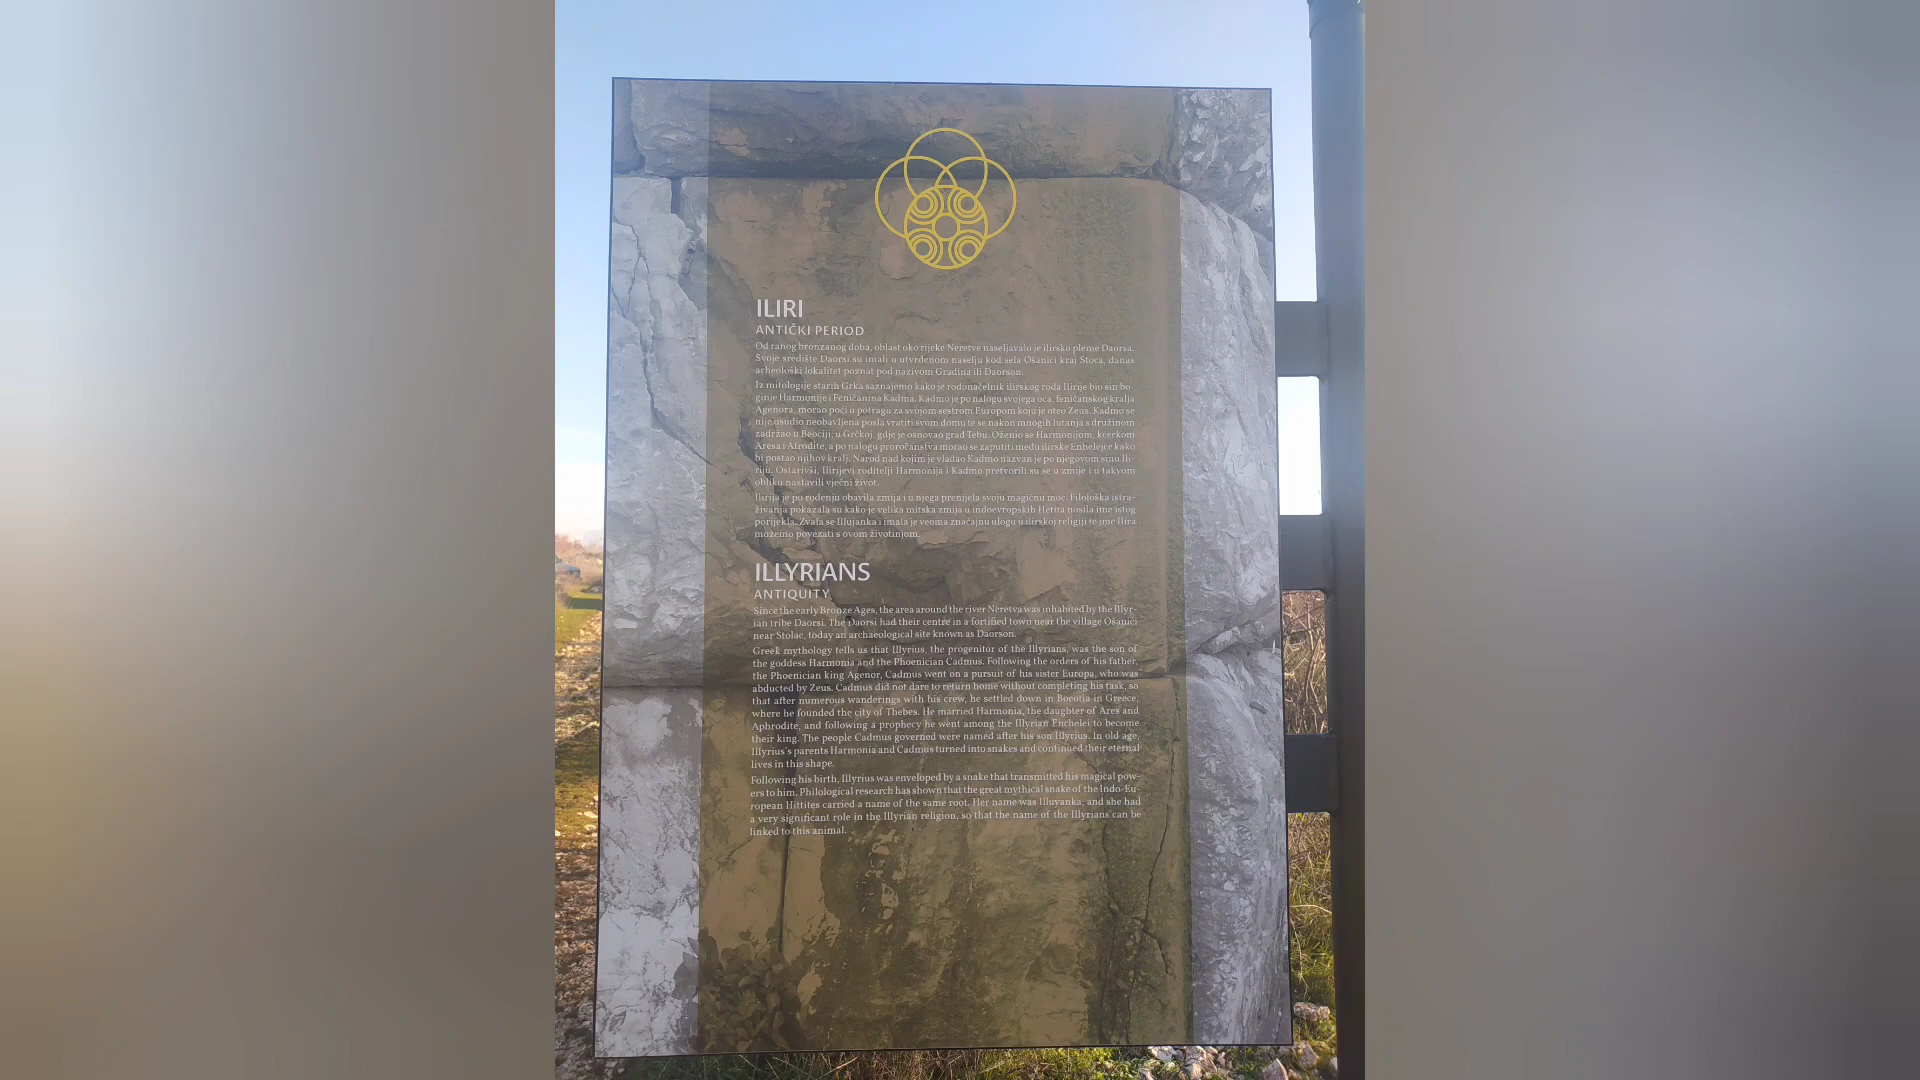 ILIRI
ANTIČKI PERIOD
Od ranog bronzanog doba, oblast oko rijeke Neretve naseljavalo je ilirsko pleme Daorsa.
Svoje središte Daorsi su imali u utvrđenom naselju kod sela Ošanići kraj Stoca, danas
arheološki lokalitet poznat pod nazivom Gradina ili Daorson.
Iz mitologije starih Grka saznajemo kako je rodonačelnik ilirskog roda Ilirije bio sin bo-
ginje Harmonije i Feničanina Kadma. Kadmo je po nalogu svojega oca, feničanskog kralja
Agenora, morao poći u potragu za svojom sestrom Europom koju je oteo Zeus. Kadmo se
nije usudio neobavljena posla vratiti svom domu te se nakon mnogih lutanja s družinom
zadržao u Beociji, u Grčkoj, gdje je osnovao grad Tebu. Oženio se Harmonijom, kćerkom
Aresa i Afrodite, a po nalogu proročanstva morao se zaputiti među ilirske Enhelejce kako
bi postao njihov kralj. Narod nad kojim je vladao Kadmo nazvan je po njegovom sinu Ili-
riju. Ostarivši, Ilirijevi roditelji Harmonija i Kadmo pretvorili su se u zmije i u takvom
obliku nastavili vječni život.
Ilirija je po rođenju obavila zmija i u njega prenijela svoju magičnu moć. Filološka istra-
živanja pokazala su kako je velika mitska zmija u indoevropskih Hetita nosila ime istog
porijekla. Zvala se Illujanka i imala je veoma značajnu ulogu u ilirskoj religiji te ime Ilira
možemo povezati s ovom životinjom.
ILLYRIANS
ANTIQUITY
Since the early Bronze Ages, the area around the river Neretva was inhabited by the Illyr-
ian tribe Daorsi. The Daorsi had their centre in a fortified town near the village Ošanići
near Stolac, today an archaeological site known as Daorson.
Greek mythology tells us that Illyrius, the progenitor of the Illyrians, was the son of
the goddess Harmonia and the Phoenician Cadmus. Following the orders of his father,
the Phoenician king Agenor, Cadmus went on a pursuit of his sister Europa, who was
abducted by Zeus. Cadmus did not dare to return home without completing his task, so
that after numerous wanderings with his crew, he settled down in Boeotia in Greece,
where he founded the city of Thebes. He married Harmonia, the daughter of Ares and
Aphrodite, and following a prophecy he went among the Illyrian Enchelei to become
their king. The people Cadmus governed were named after his son Illyrius. In old age,
Illyrius's parents Harmonia and Cadmus turned into snakes and continued their eternal
lives in this shape.
Following his birth, Illyrius was enveloped by a snake that transmitted his magical pow-
ers to him. Philological research has shown that the great mythical snake of the Indo-Eu-
ropean Hittites carried a name of the same root. Her name was Illuyanka, and she had
a very significant role in the Illyrian religion, so that the name of the Illyrians can be
linked to this animal.